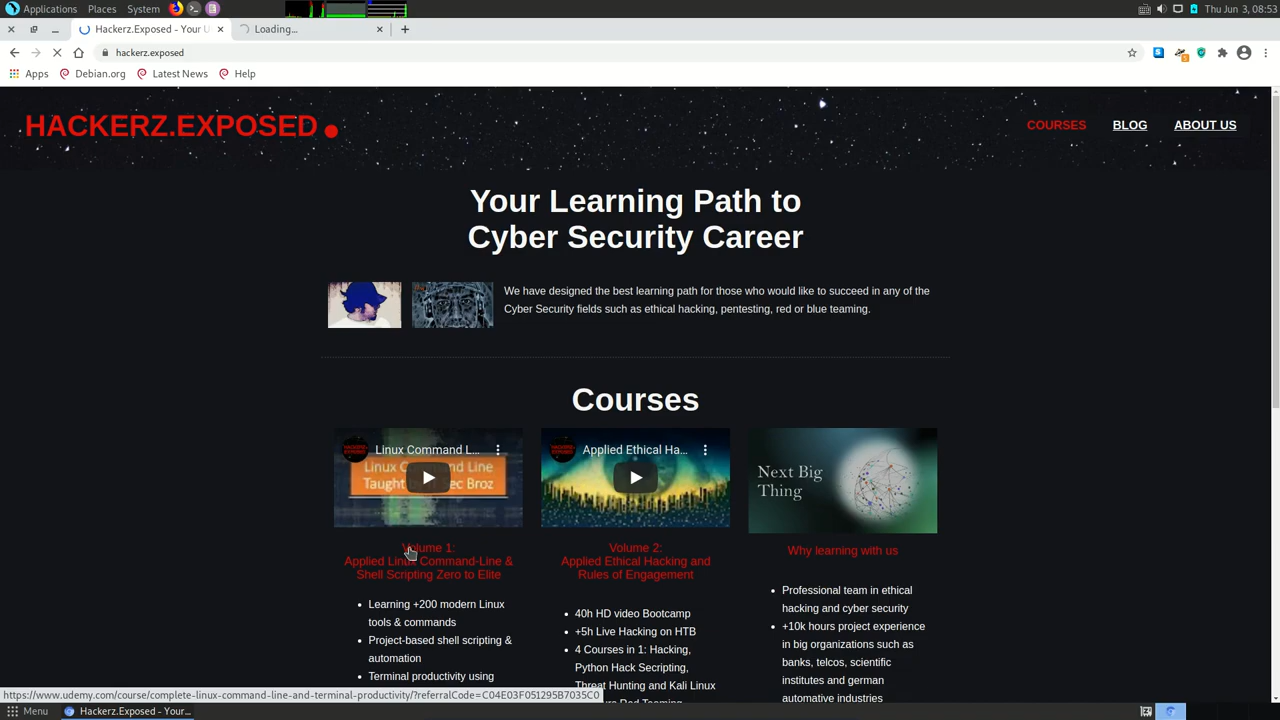 Applications Places System Thu Jun 3, 08:53
Hackerz.Exposed - Your U Loading...
hackerz.exposed
Apps Debian.org Latest News Help
HACKERZ.EXPOSED
COURSES BLOG ABOUT US
Your Learning Path to
Cyber Security Career
We have designed the best learning path for those who would like to succeed in any of the
Cyber Security fields such as ethical hacking, pentesting, red or blue teaming.
Courses
Linux Command L...
Linux Command Line
Taught Sec Broz
Applied Ethical Ha...
Next Big
Thing
Volume 1:
Applied Linux Command-Line &
Shell Scripting Zero to Elite
Learning +200 modern Linux
tools & commands
Project-based shell scripting &
automation
Terminal productivity using
Volume 2:
Applied Ethical Hacking and
Rules of Engagement
40h HD video Bootcamp
+5h Live Hacking on HTB
4 Courses in 1: Hacking,
Python Hack Secripting,
Threat Hunting and Kali Linux
Why learning with us
Professional team in ethical
hacking and cyber security
+10k hours project experience
in big organizations such as
banks, telcos, scientific
institutes and german
automative industries
https://www.udemy.com/course/complete-linux-command-line-and-terminal-productivity/?referralCode=C04E03F051295B7035C0
Menu Hackerz.Exposed - Your...